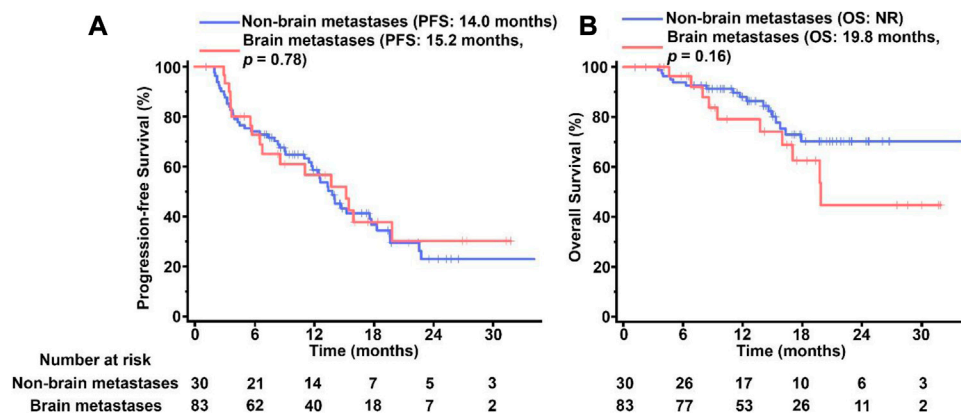 A
Non-brain metastases (PFS: 14.0 months)
Brain metastases (PFS: 15.2 months,
p = 0.78)
Progression-free Survival (%)
100
80
60
40
20
0
0 6 12 18 24 30
Time (months)
B
Non-brain metastases (OS: NR)
Brain metastases (OS: 19.8 months,
p = 0.16)
Overall Survival (%)
100
80
60
40
20
0
0 6 12 18 24 30
Time (months)
Number at risk
Non-brain metastases 30 21 14 7 5 3 30 26 17 10 6 3
Brain metastases 83 62 40 18 7 2 83 77 53 26 11 2